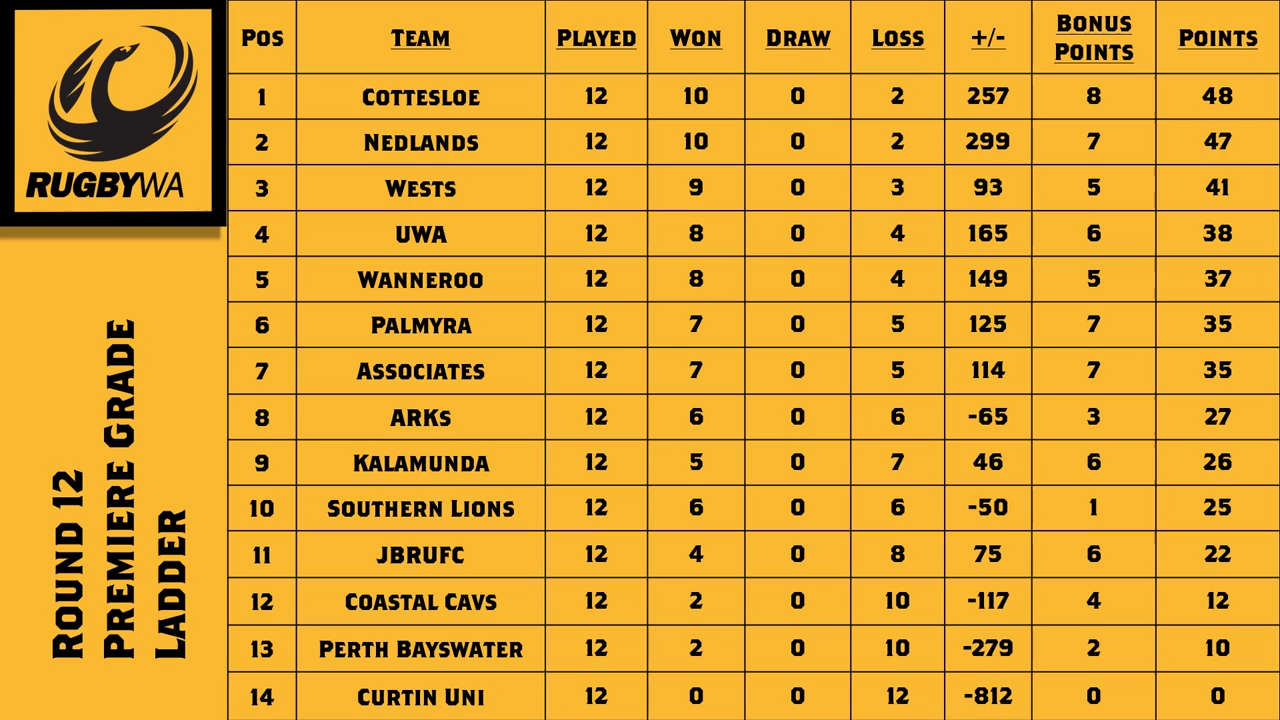 RUGBYWA
ROUND 12
PREMIERE GRADE
LADDER
POS TEAM PLAYED WON DRAW LOSS +/- BONUS POINTS POINTS
1 COTTESLOE 12 10 0 2 257 8 48
2 NEDLANDS 12 10 0 2 299 7 47
3 WESTS 12 9 0 3 93 5 41
4 UWA 12 8 0 4 165 6 38
5 WANNEROO 12 8 0 4 149 5 37
6 PALMYRA 12 7 0 5 125 7 35
7 ASSOCIATES 12 7 0 5 114 7 35
8 ARKS 12 6 0 6 -65 3 27
9 KALAMUNDA 12 5 0 7 46 6 26
10 SOUTHERN LIONS 12 6 0 6 -50 1 25
11 JBRUFC 12 4 0 8 75 6 22
12 COASTAL CAVS 12 2 0 10 -117 4 12
13 PERTH BAYSWATER 12 2 0 10 -279 2 10
14 CURTIN UNI 12 0 0 12 -812 0 0